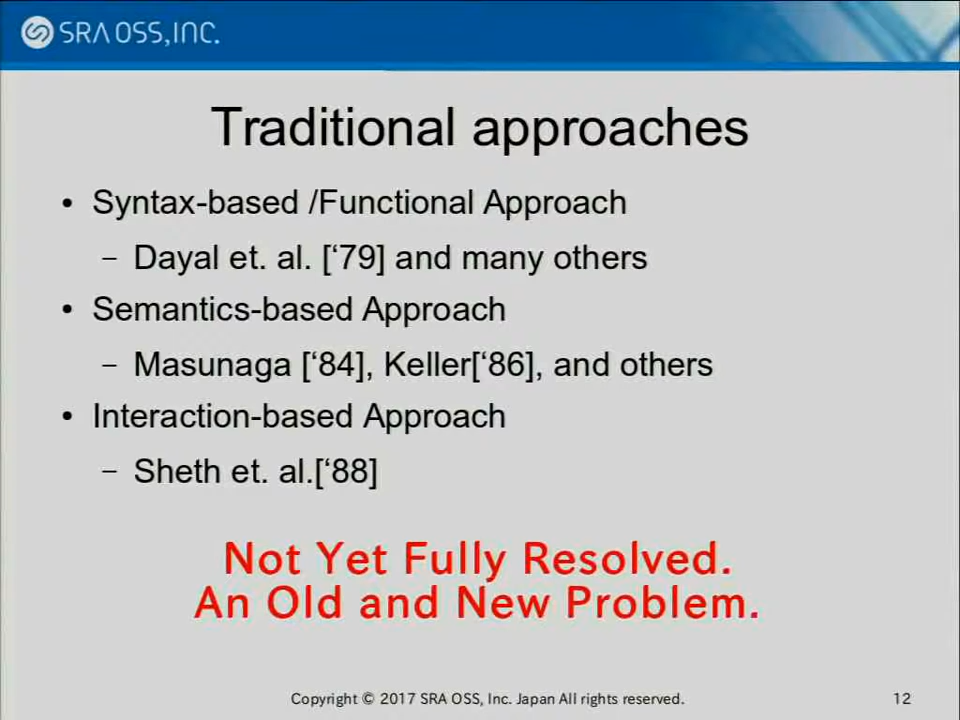 SRA OSS, INC.
Traditional approaches
• Syntax-based /Functional Approach
– Dayal et. al. [‘79] and many others
• Semantics-based Approach
– Masunaga [‘84], Keller[‘86], and others
• Interaction-based Approach
– Sheth et. al.[‘88]
Not Yet Fully Resolved.
An Old and New Problem.
Copyright © 2017 SRA OSS, Inc. Japan All rights reserved.
12